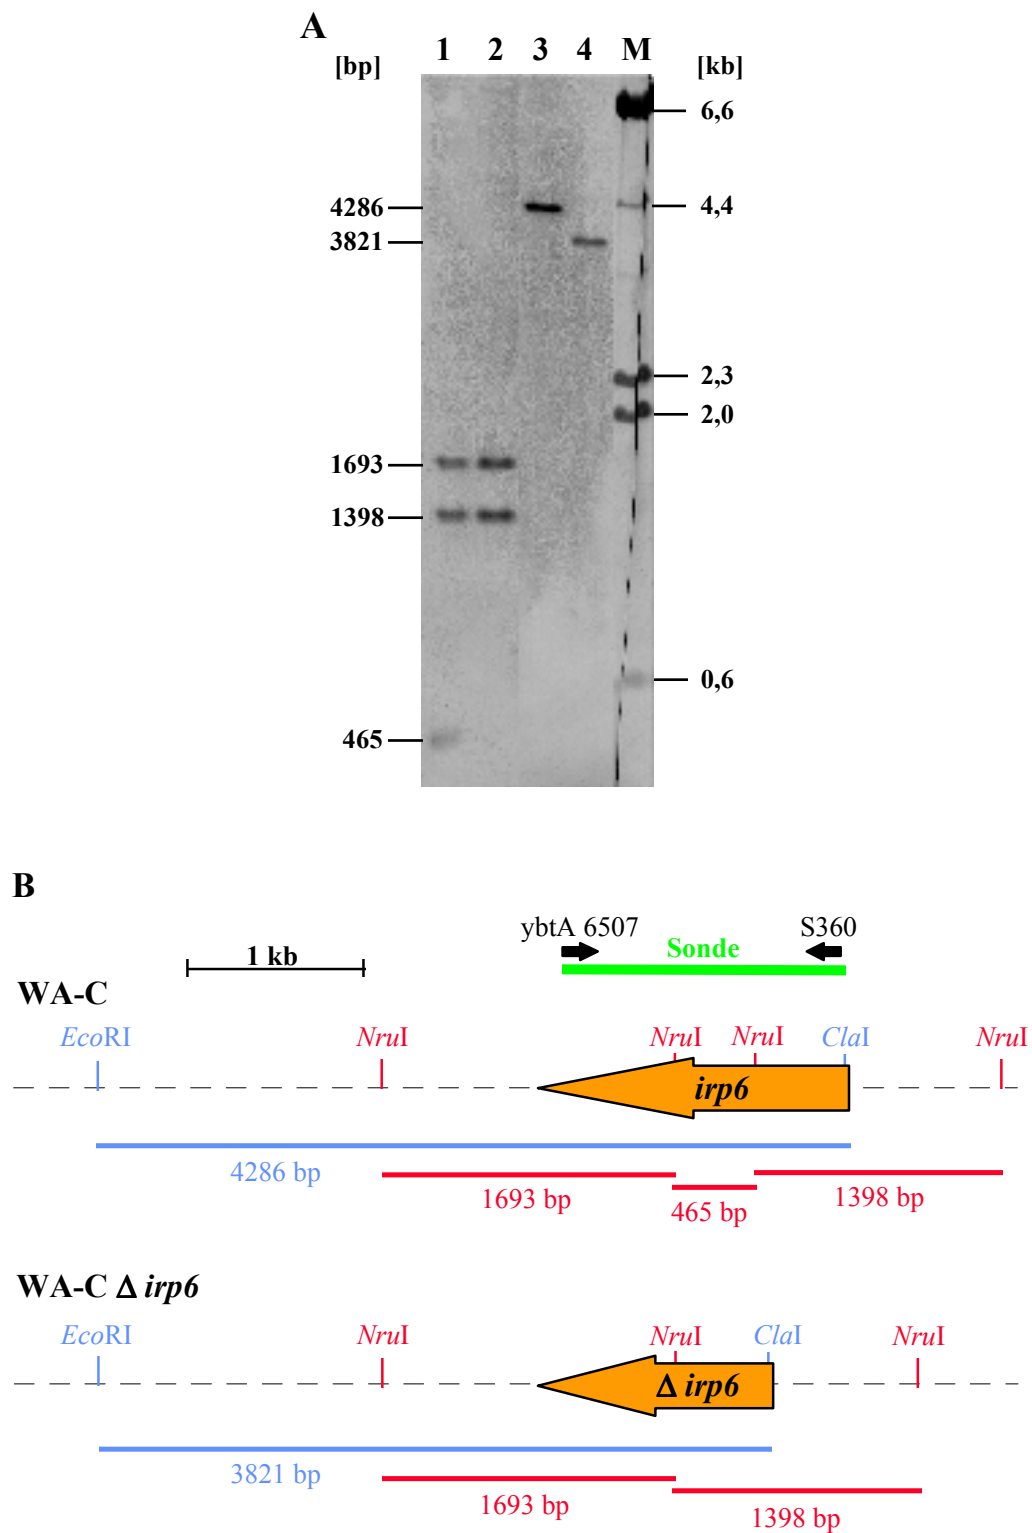 A
1 2 3 4 M
[bp] [kb]
6,6
4286 4,4
3821
2,3
2,0
1693
1398
0,6
465
B
ybtA 6507 S360
Sonde
1 kb
WA-C
EcoRI NruI NruI NruI ClaI NruI
irp6
4286 bp
1693 bp 465 bp 1398 bp
WA-C Δ irp6
EcoRI NruI NruI ClaI NruI
Δ irp6
3821 bp
1693 bp 1398 bp